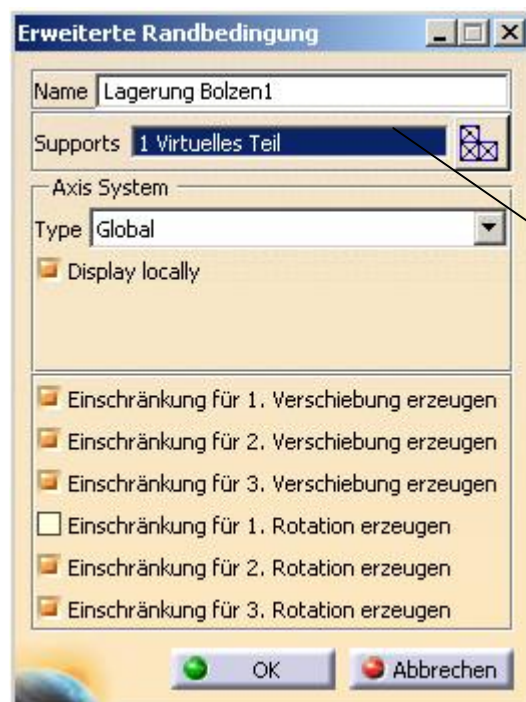 Erweiterte Randbedingung
Name Lagerung Bolzen1
Supports 1 Virtuelles Teil
Axis System
Type Global
Display locally
Einschränkung für 1. Verschiebung erzeugen
Einschränkung für 2. Verschiebung erzeugen
Einschränkung für 3. Verschiebung erzeugen
Einschränkung für 1. Rotation erzeugen
Einschränkung für 2. Rotation erzeugen
Einschränkung für 3. Rotation erzeugen
OK Abbrechen